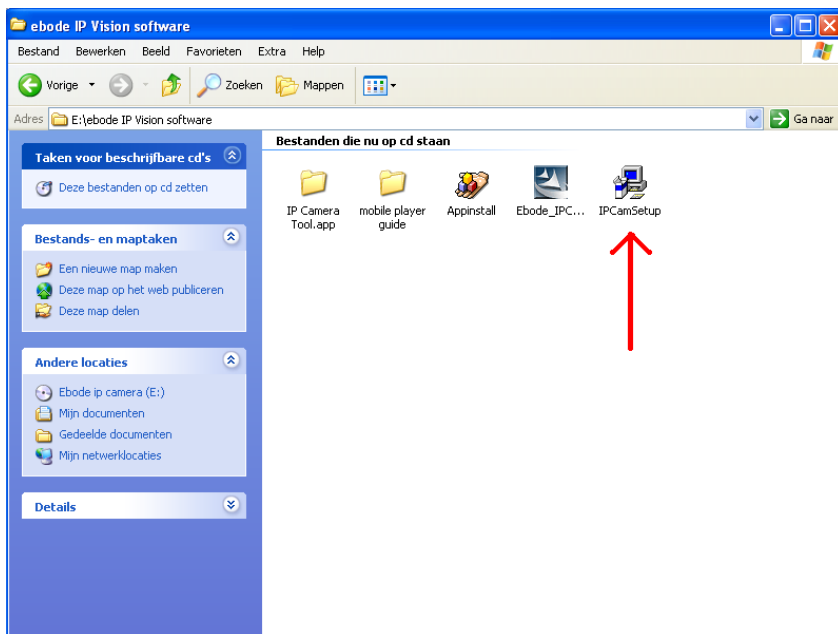 ebode IP Vision software
Bestand Bewerken Beeld Favorieten Extra Help
Vorige Zoeken Mappen
Adres E:\ebode IP Vision software Ga naar
Taken voor beschrijfbare cd's
Deze bestanden op cd zetten
Bestands- en maptaken
Een nieuwe map maken
Deze map op het web publiceren
Deze map delen
Andere locaties
Ebode ip camera (E:)
Mijn documenten
Gedeelde documenten
Mijn netwerklocaties
Details
Bestanden die nu op cd staan
IP Camera Tool.app
mobile player guide
Appinstall
Ebode_IPC...
IPCamSetup